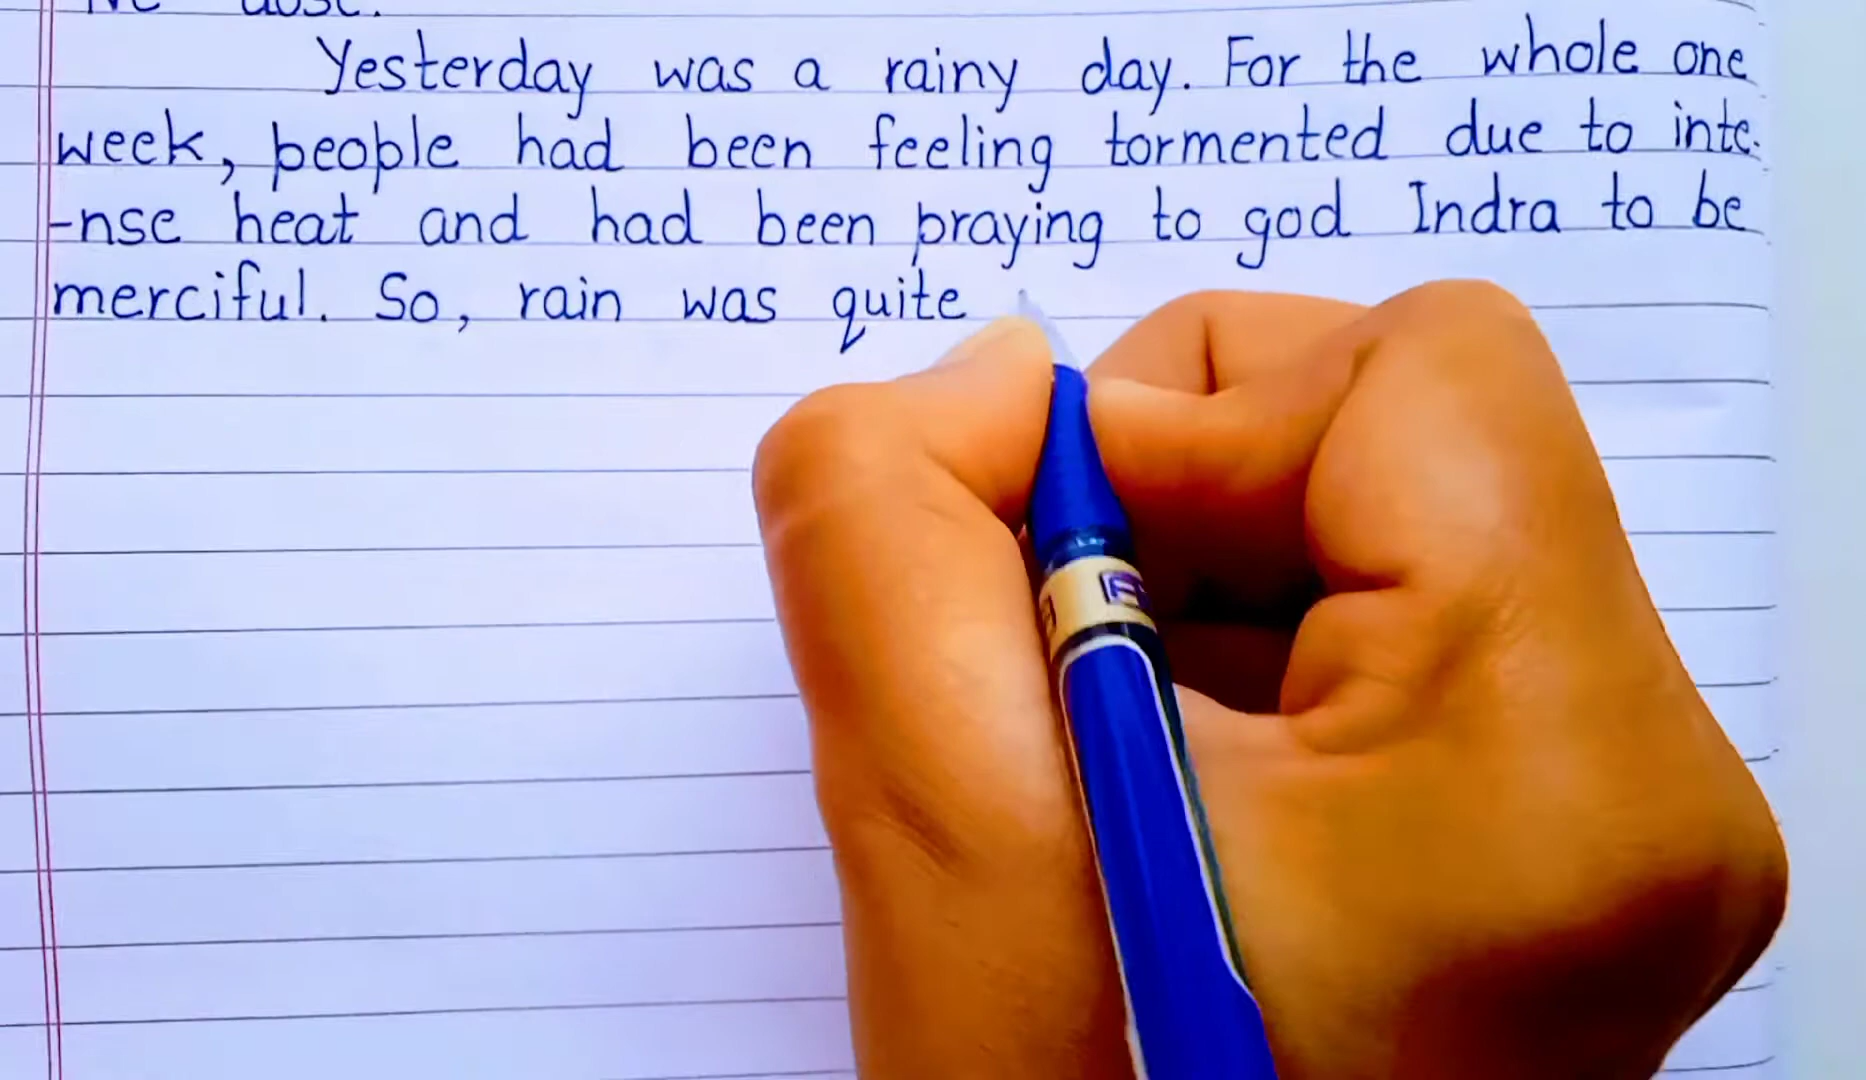 Yesterday was a rainy day. For the whole one
week, people had been feeling tormented due to inte-
-nse heat and had been praying to god Indra to be
merciful. So, rain was quite